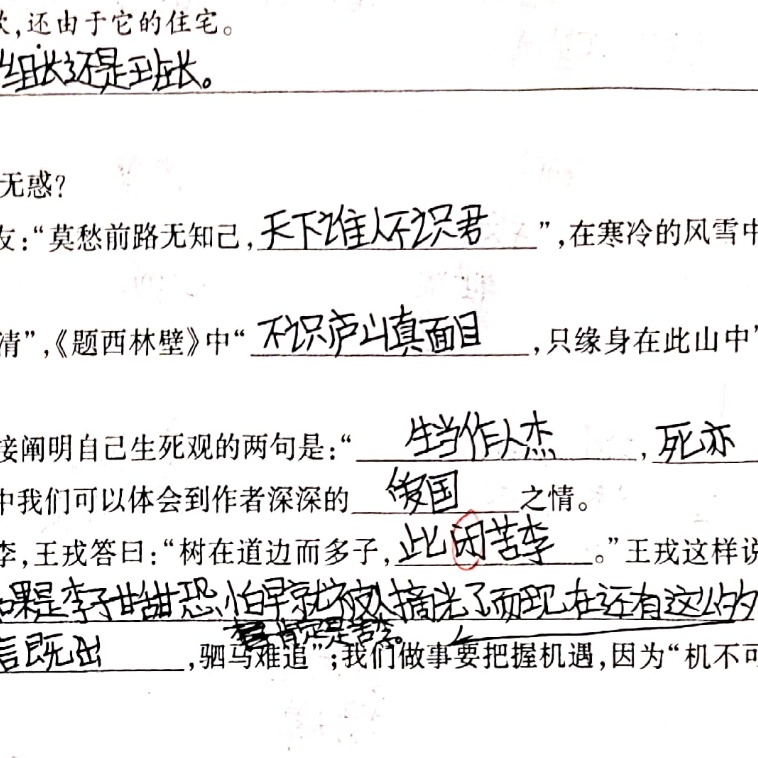 ,还由于它的住宅。
组长还是班长。
无惑?
友:“莫愁前路无知己,天下谁人不识君”,在寒冷的风雪中
清”,《题西林壁》中“不识庐山真面目,只缘身在此山中”
接阐明自己生死观的两句是:“生当作人杰,死亦
中我们可以体会到作者深深的爱国之情。
李,王戎答曰:“树在道边而多子,此闭苦李。”王戎这样说
果是李子甘甜恐怕早京就被人摘光了而现在还有这么多
肯定是苦李。
言既出,驷马难追”;我们做事要把握机遇,因为“机不可